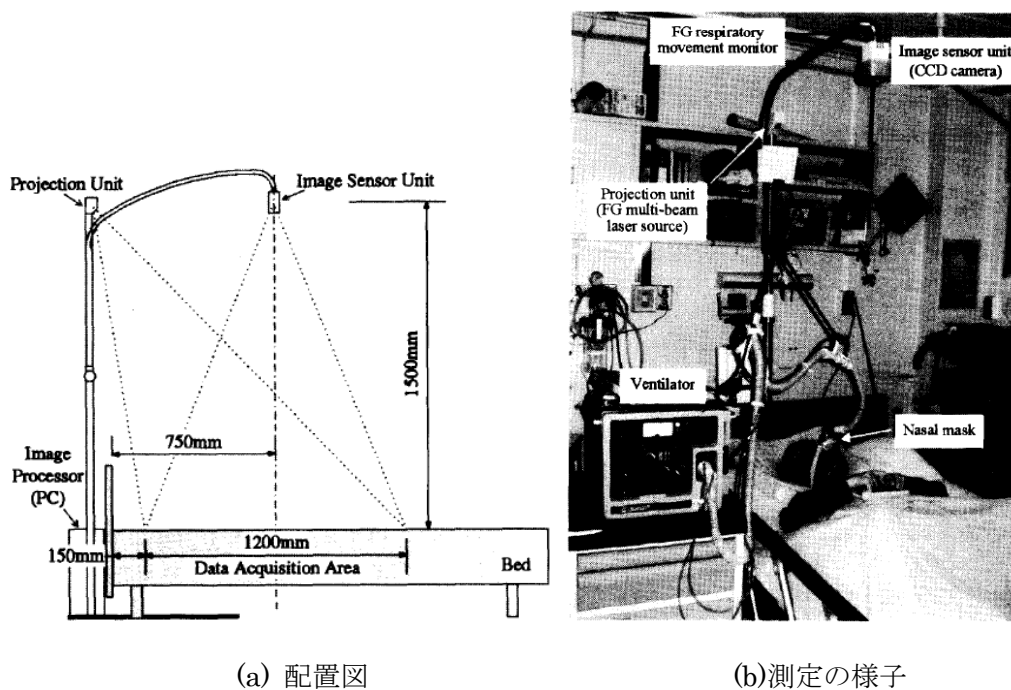 Projection Unit
Image Sensor Unit
1500mm
750mm
Image
Processor
(PC)
150mm
1200mm
Data Acquisition Area
Bed
(a) 配置図
FG respiratory
movement monitor
Image sensor unit
(CCD camera)
Projection unit
(FG multi-beam
laser source)
Ventilator
Nasal mask
(b)測定の様子